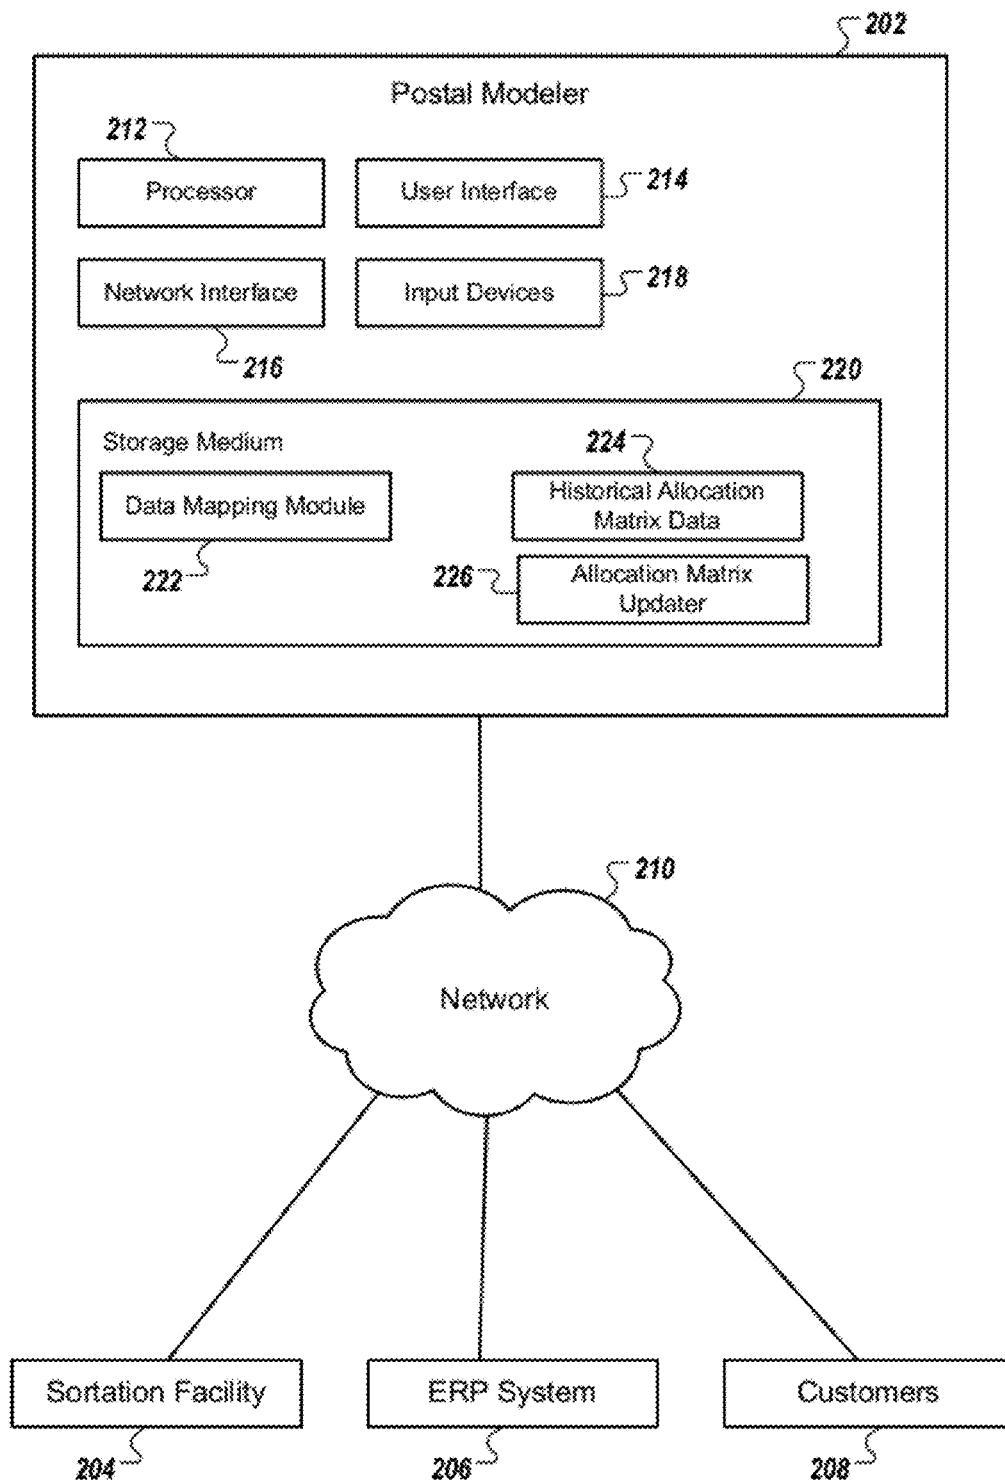 202
Postal Modeler
212
Processor
User Interface
214
Network Interface
Input Devices
218
216
220
Storage Medium
224
Data Mapping Module
Historical Allocation
Matrix Data
222
226
Allocation Matrix
Updater
210
Network
Sortation Facility
ERP System
Customers
204
206
208